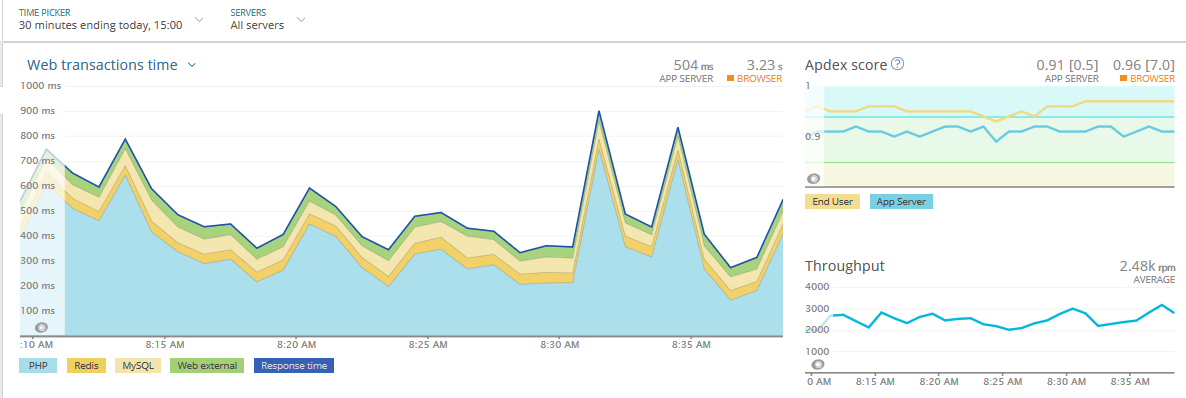 TIME PICKER
30 minutes ending today, 15:00
SERVERS
All servers
Web transactions time
504 ms
APP SERVER
3.23 s
BROWSER
1000 ms
900 ms
800 ms
700 ms
600 ms
500 ms
400 ms
300 ms
200 ms
100 ms
:10 AM
8:15 AM
8:20 AM
8:25 AM
8:30 AM
8:35 AM
PHP
Redis
MySQL
Web external
Response time
Apdex score ?
0.91 [0.5]
APP SERVER
0.96 [7.0]
BROWSER
1
0.9
End User
App Server
Throughput
2.48k rpm
AVERAGE
4000
3000
2000
1000
0 AM
8:15 AM
8:20 AM
8:25 AM
8:30 AM
8:35 AM